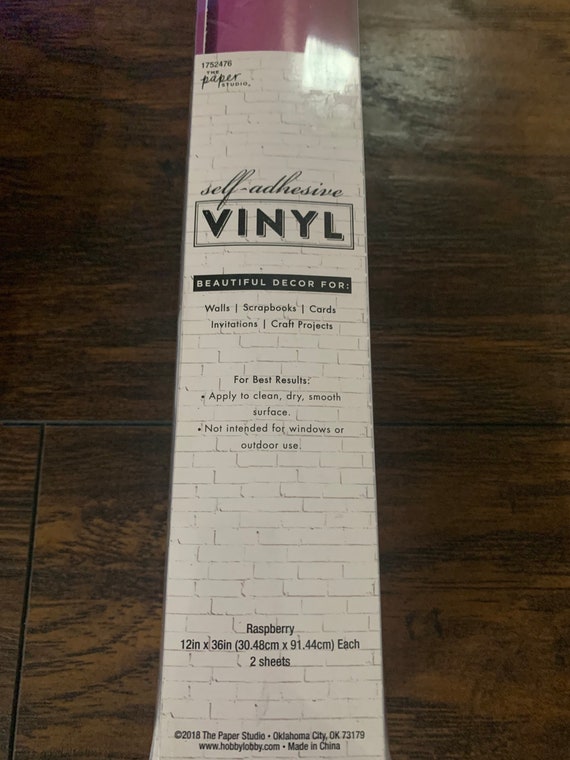 1752476
THE
paper
STUDIO®
self-adhesive
VINYL
BEAUTIFUL DECOR FOR:
Walls | Scrapbooks | Cards
Invitations | Craft Projects
For Best Results:
• Apply to clean, dry, smooth
surface.
• Not intended for windows or
outdoor use.
Raspberry
12in x 36in (30.48cm x 91.44cm) Each
2 sheets
©2018 The Paper Studio • Oklahoma City, OK 73179
www.hobbylobby.com • Made in China